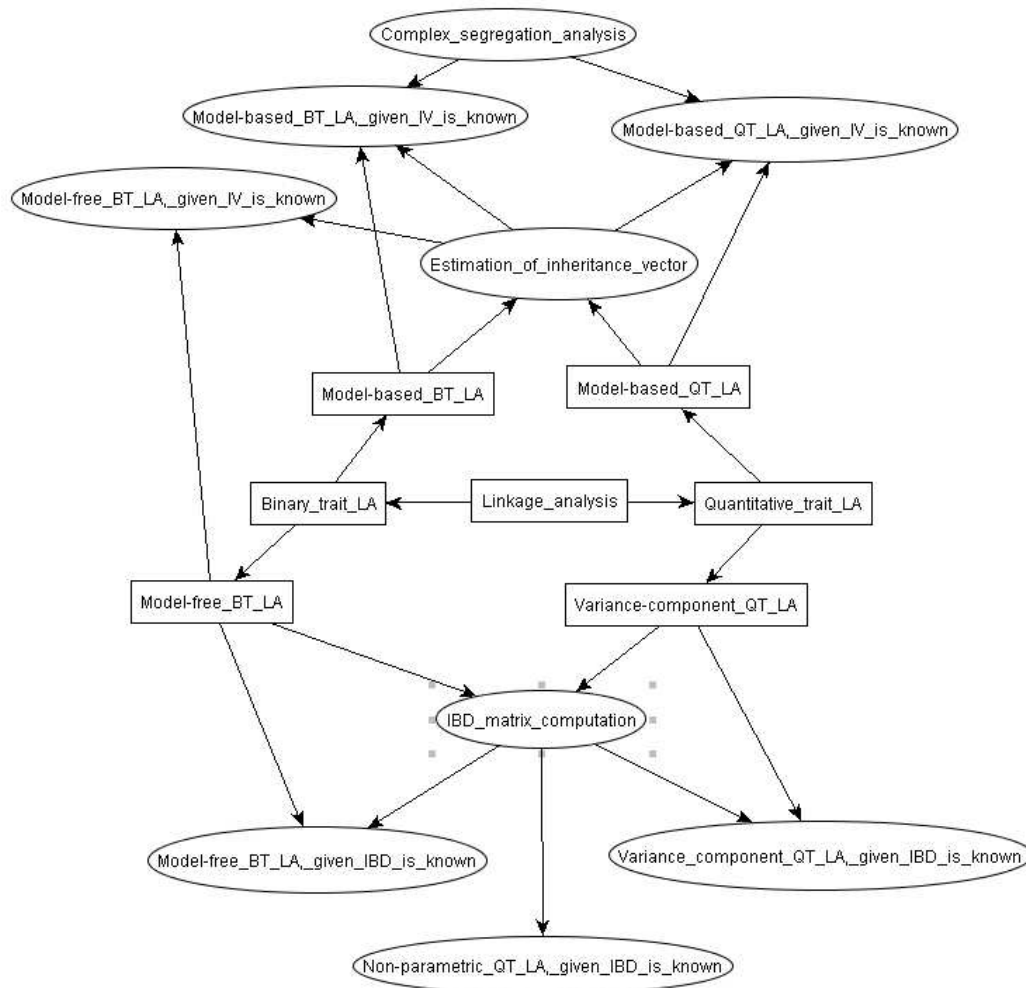 Complex_segregation_analysis
Model-based_BT_LA,_given_IV_is_known
Model-based_QT_LA,_given_IV_is_known
Model-free_BT_LA,_given_IV_is_known
Estimation_of_inheritance_vector
Model-based_BT_LA
Model-based_QT_LA
Binary_trait_LA
Linkage_analysis
Quantitative_trait_LA
Model-free_BT_LA
Variance-component_QT_LA
IBD_matrix_computation
Model-free_BT_LA,_given_IBD_is_known
Variance_component_QT_LA,_given_IBD_is_known
Non-parametric_QT_LA,_given_IBD_is_known